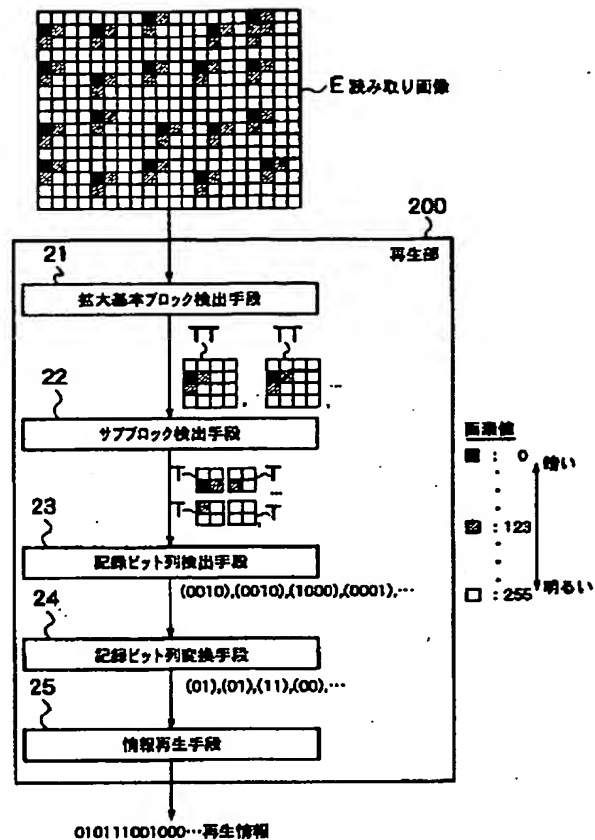 E 読み取り画像
200
再生部
21
拡大基本ブロック検出手段
TT TT
, , …
22
サブブロック検出手段
T T
T , T …
23
記録ビット列検出手段
(0010),(0010),(1000),(0001),…
24
記録ビット列変換手段
(01),(01),(11),(00),…
25
情報再生手段
010111001000…再生情報
画素値
: 0
暗い
: 123
: 255
明るい